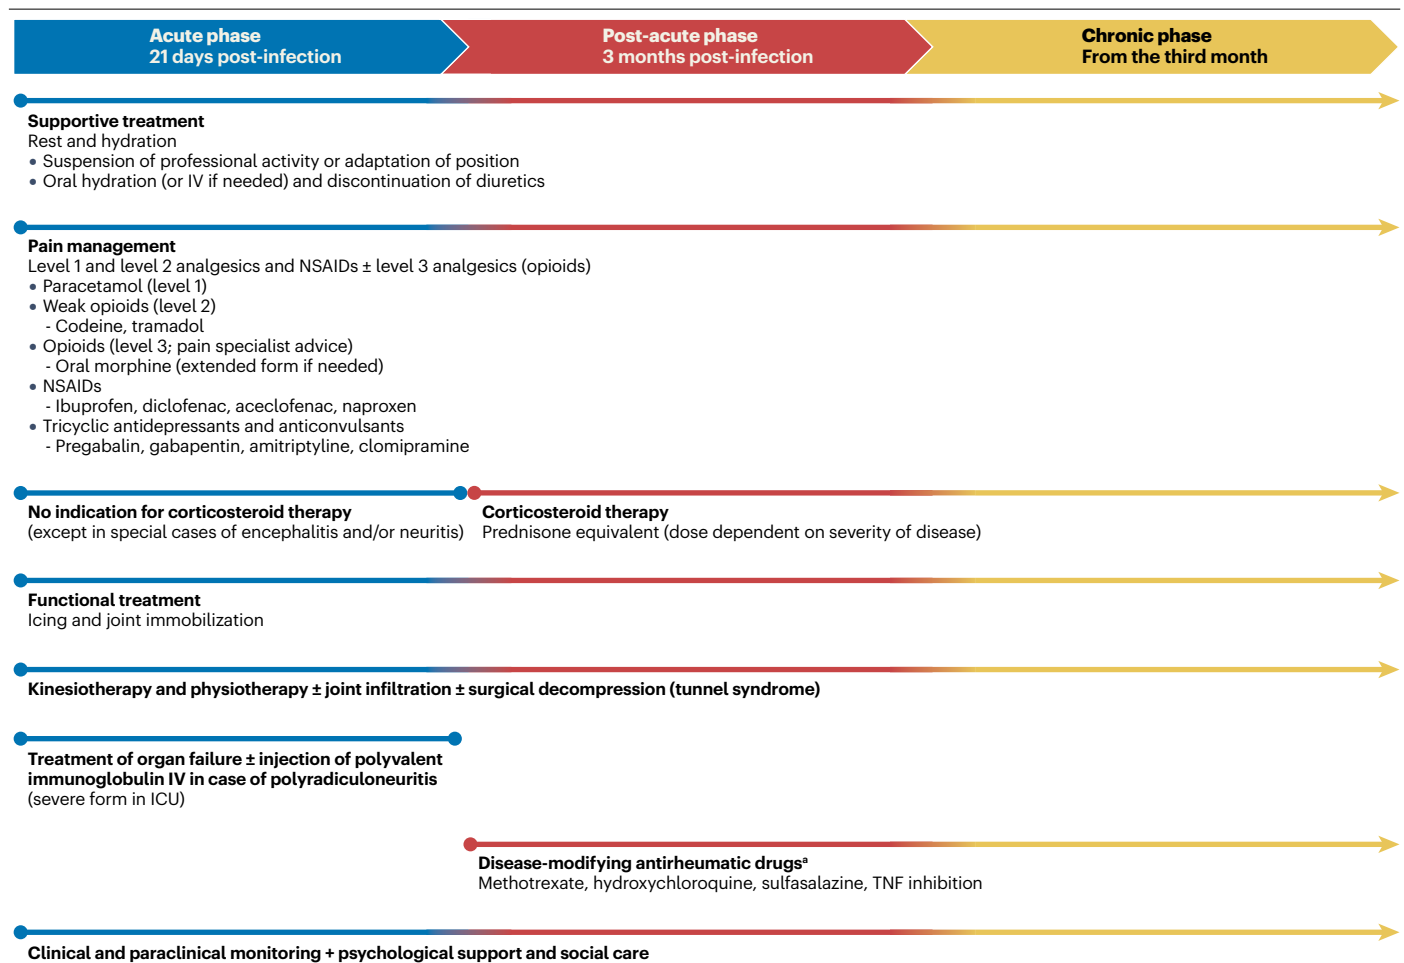 Acute phase
21 days post-infection
Post-acute phase
3 months post-infection
Chronic phase
From the third month
Supportive treatment
Rest and hydration
• Suspension of professional activity or adaptation of position
• Oral hydration (or IV if needed) and discontinuation of diuretics
Pain management
Level 1 and level 2 analgesics and NSAIDs ± level 3 analgesics (opioids)
• Paracetamol (level 1)
• Weak opioids (level 2)
- Codeine, tramadol
• Opioids (level 3; pain specialist advice)
- Oral morphine (extended form if needed)
• NSAIDs
- Ibuprofen, diclofenac, aceclofenac, naproxen
• Tricyclic antidepressants and anticonvulsants
- Pregabalin, gabapentin, amitriptyline, clomipramine
No indication for corticosteroid therapy
(except in special cases of encephalitis and/or neuritis)
Corticosteroid therapy
Prednisone equivalent (dose dependent on severity of disease)
Functional treatment
Icing and joint immobilization
Kinesiotherapy and physiotherapy ± joint infiltration ± surgical decompression (tunnel syndrome)
Treatment of organ failure ± injection of polyvalent
immunoglobulin IV in case of polyradiculoneuritis
(severe form in ICU)
Disease-modifying antirheumatic drugsᵃ
Methotrexate, hydroxychloroquine, sulfasalazine, TNF inhibition
Clinical and paraclinical monitoring + psychological support and social care